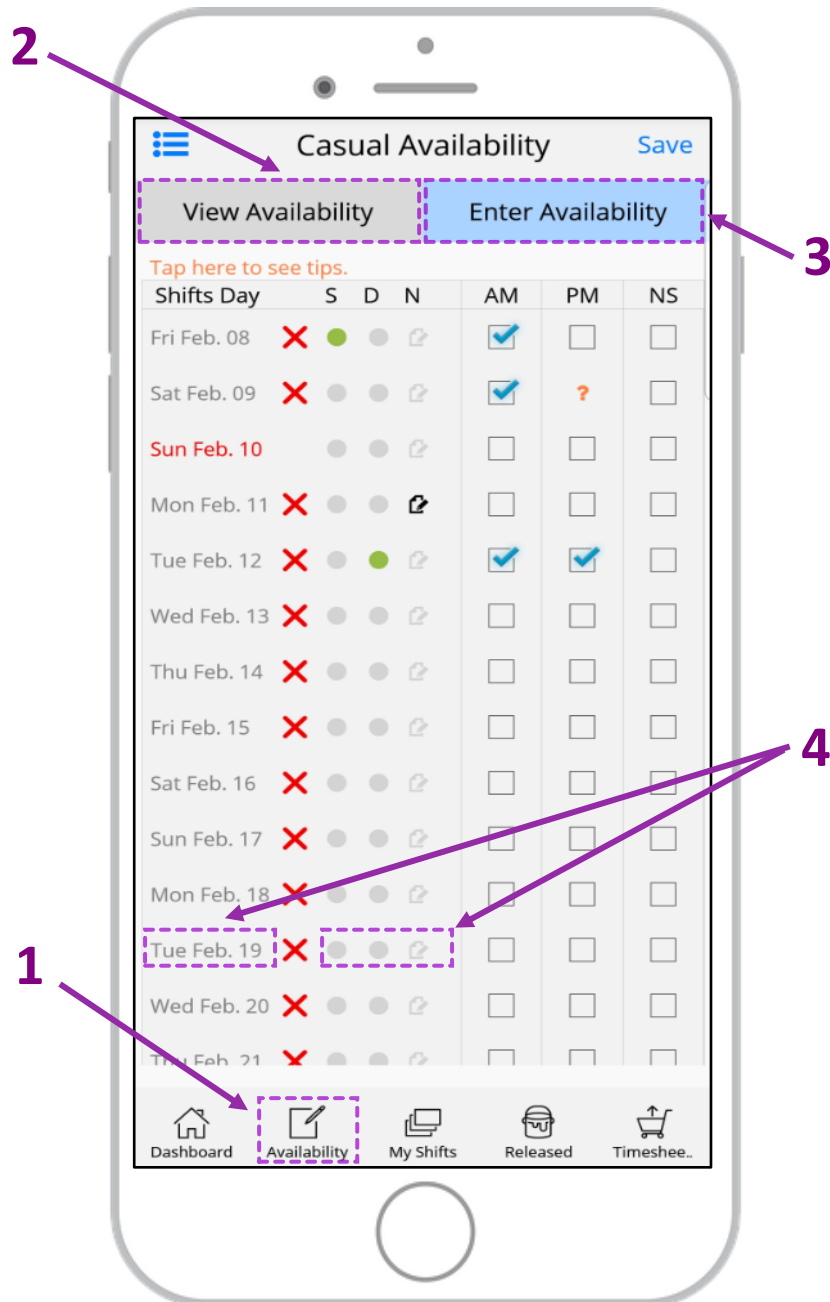 2
Casual Availability Save
View Availability Enter Availability
3
Tap here to see tips.
Shifts Day S D N AM PM NS
Fri Feb. 08
Sat Feb. 09 ?
Sun Feb. 10
Mon Feb. 11
Tue Feb. 12
Wed Feb. 13
Thu Feb. 14
Fri Feb. 15
4
Sat Feb. 16
Sun Feb. 17
Mon Feb. 18
Tue Feb. 19
1
Wed Feb. 20
Thu Feb. 21
Dashboard Availability My Shifts Released Timeshee..